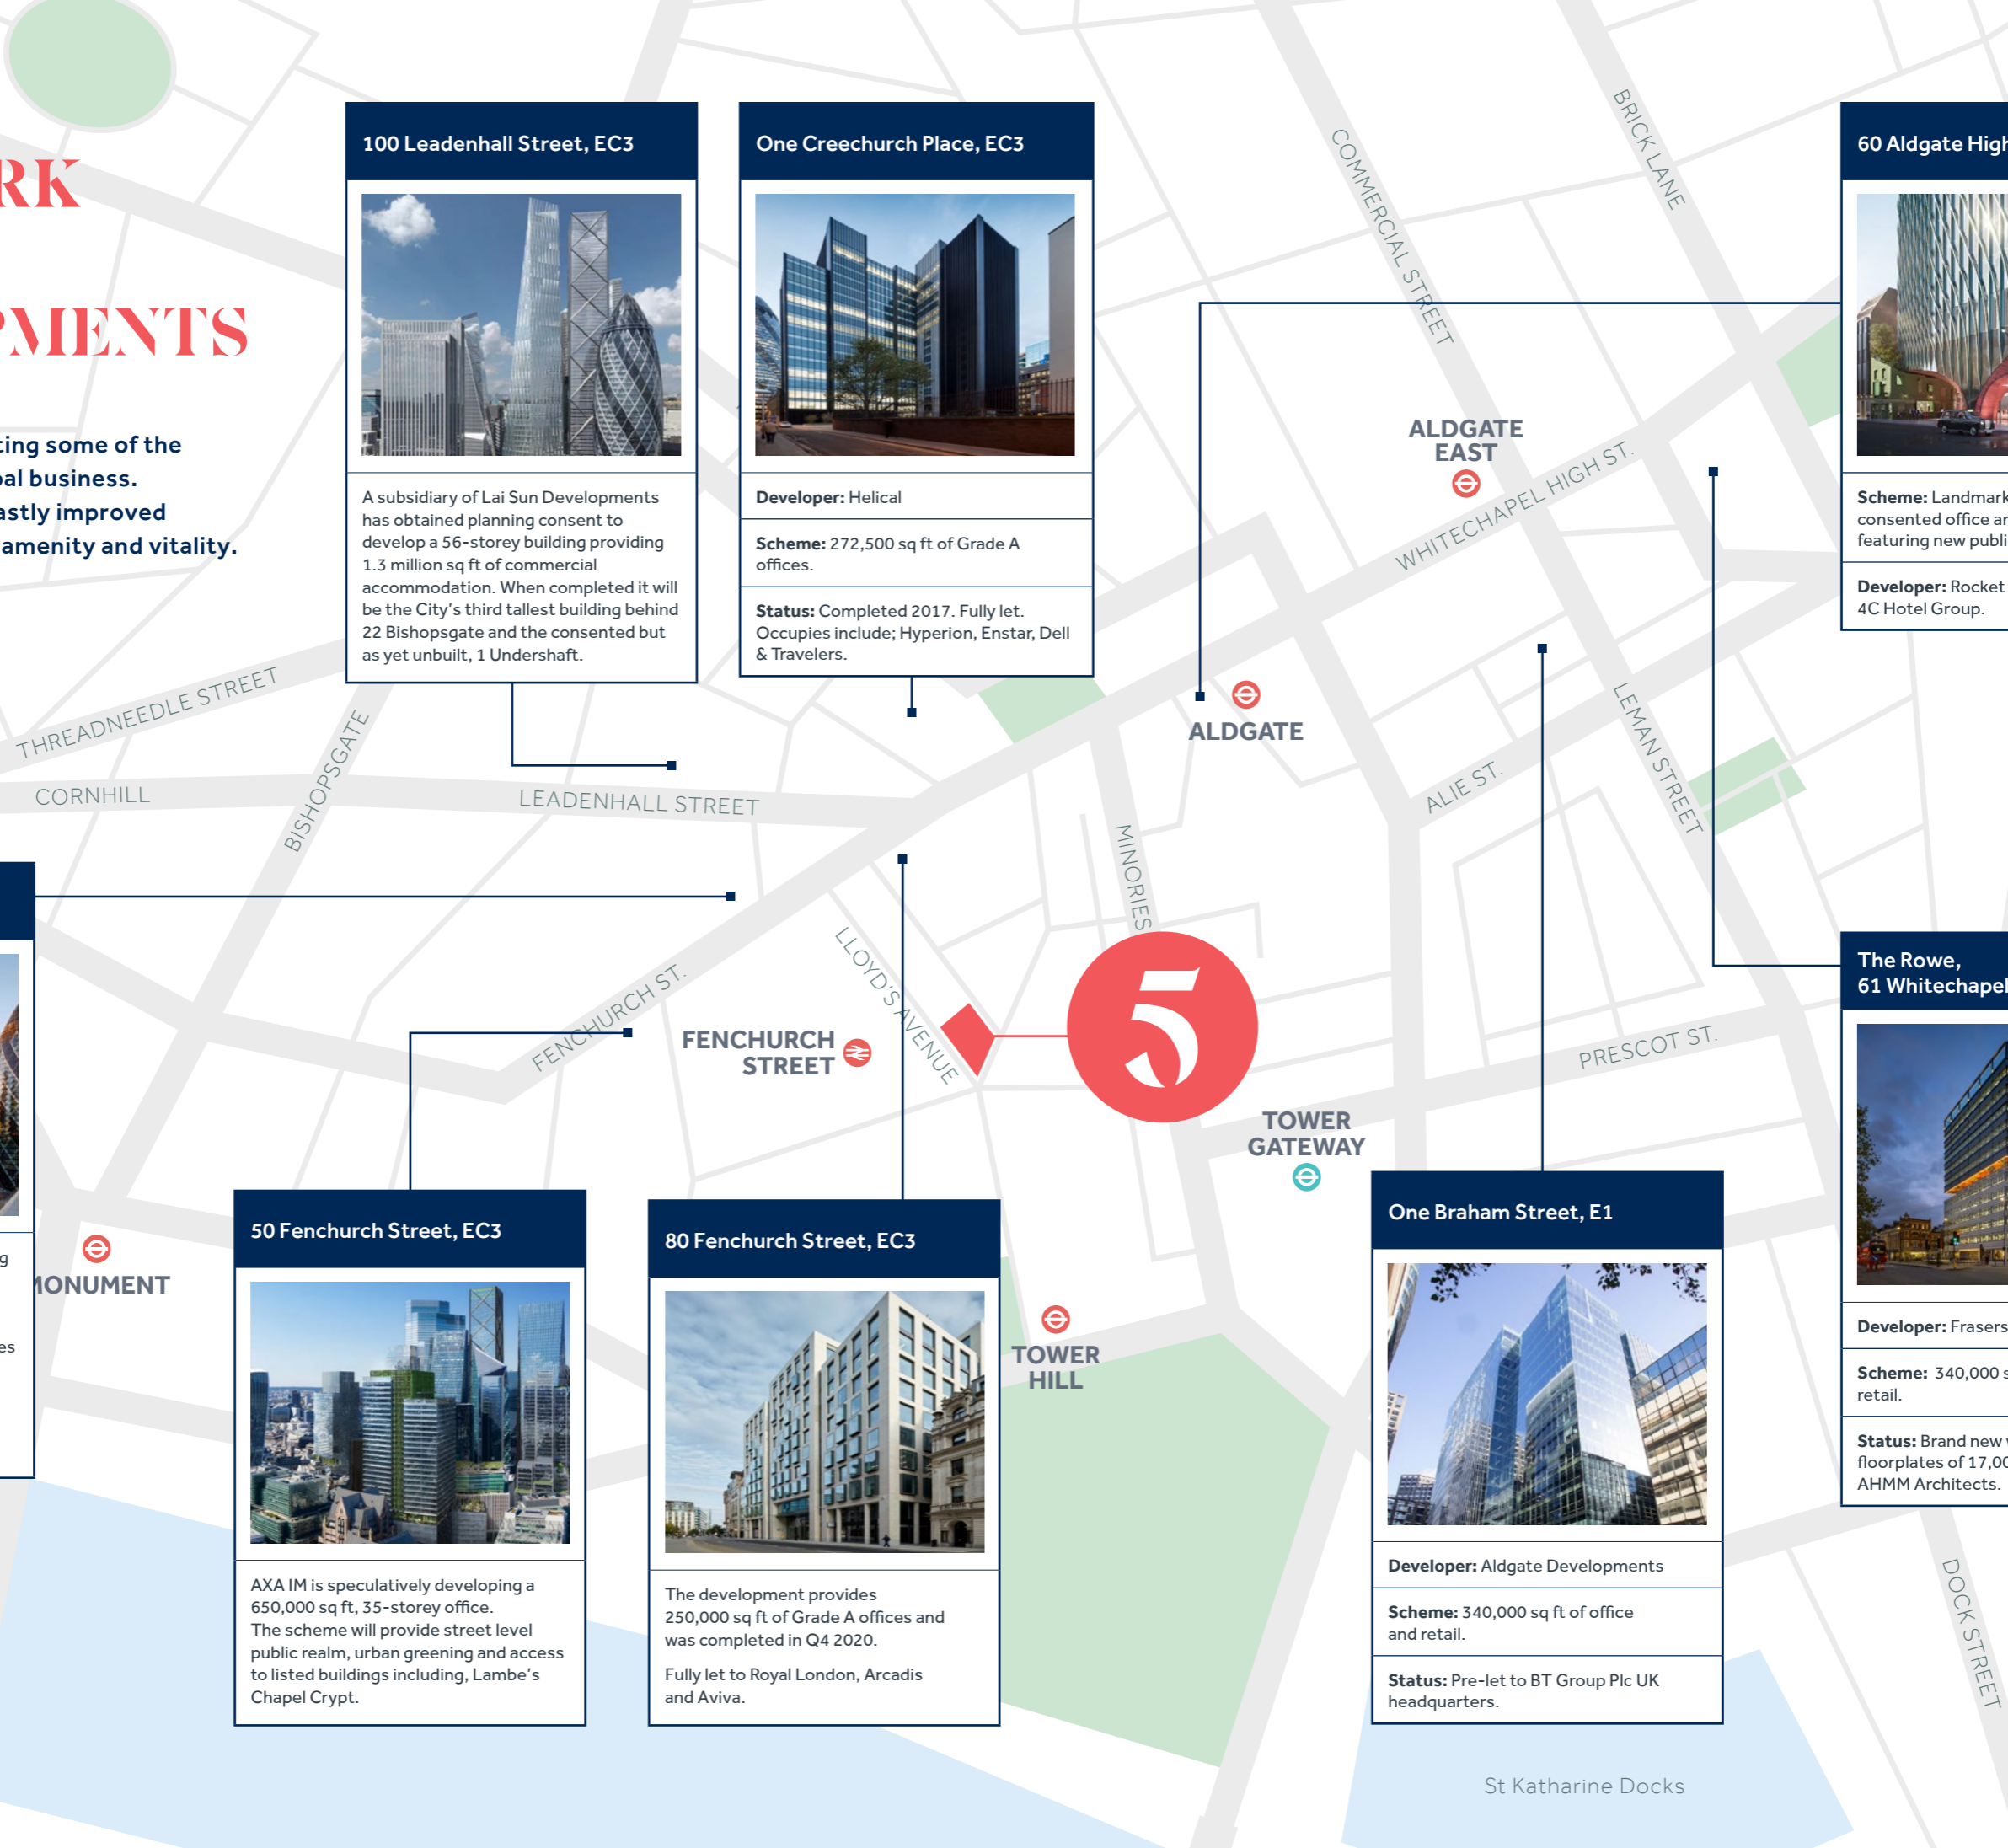 RK
PMENTS
ting some of the
bal business.
astly improved
amenity and vitality.
100 Leadenhall Street, EC3
A subsidiary of Lai Sun Developments
has obtained planning consent to
develop a 56-storey building providing
1.3 million sq ft of commercial
accommodation. When completed it will
be the City's third tallest building behind
22 Bishopsgate and the consented but
as yet unbuilt, 1 Undershaft.
One Creechurch Place, EC3
Developer: Helical
Scheme: 272,500 sq ft of Grade A
offices.
Status: Completed 2017. Fully let.
Occupies include; Hyperion, Enstar, Dell
& Travelers.
60 Aldgate High
Scheme: Landmark
consented office
featuring new publi
Developer: Rocket
4C Hotel Group.
COMMERCIAL STREET
BRICK LANE
ALDGATE
EAST
WHITECHAPEL HIGH ST.
ALDGATE
THREADNEEDLE STREET
BISHOPSGATE
CORNHILL
LEADENHALL STREET
MINORIES
ALIE ST.
LEMAN STREET
LLOYD'S AVENUE
FENCHURCH ST.
FENCHURCH
STREET
5
PRESCOT ST.
TOWER
GATEWAY
The Rowe,
61 Whitechapel
Developer: Frasers
Scheme: 340,000
retail.
Status: Brand new
floorplates of 17,00
AHMM Architects.
g
es
MONUMENT
50 Fenchurch Street, EC3
AXA IM is speculatively developing a
650,000 sq ft, 35-storey office.
The scheme will provide street level
public realm, urban greening and access
to listed buildings including, Lambe's
Chapel Crypt.
80 Fenchurch Street, EC3
The development provides
250,000 sq ft of Grade A offices and
was completed in Q4 2020.
Fully let to Royal London, Arcadis
and Aviva.
TOWER
HILL
One Braham Street, E1
Developer: Aldgate Developments
Scheme: 340,000 sq ft of office
and retail.
Status: Pre-let to BT Group Plc UK
headquarters.
DOCK STREET
St Katharine Docks